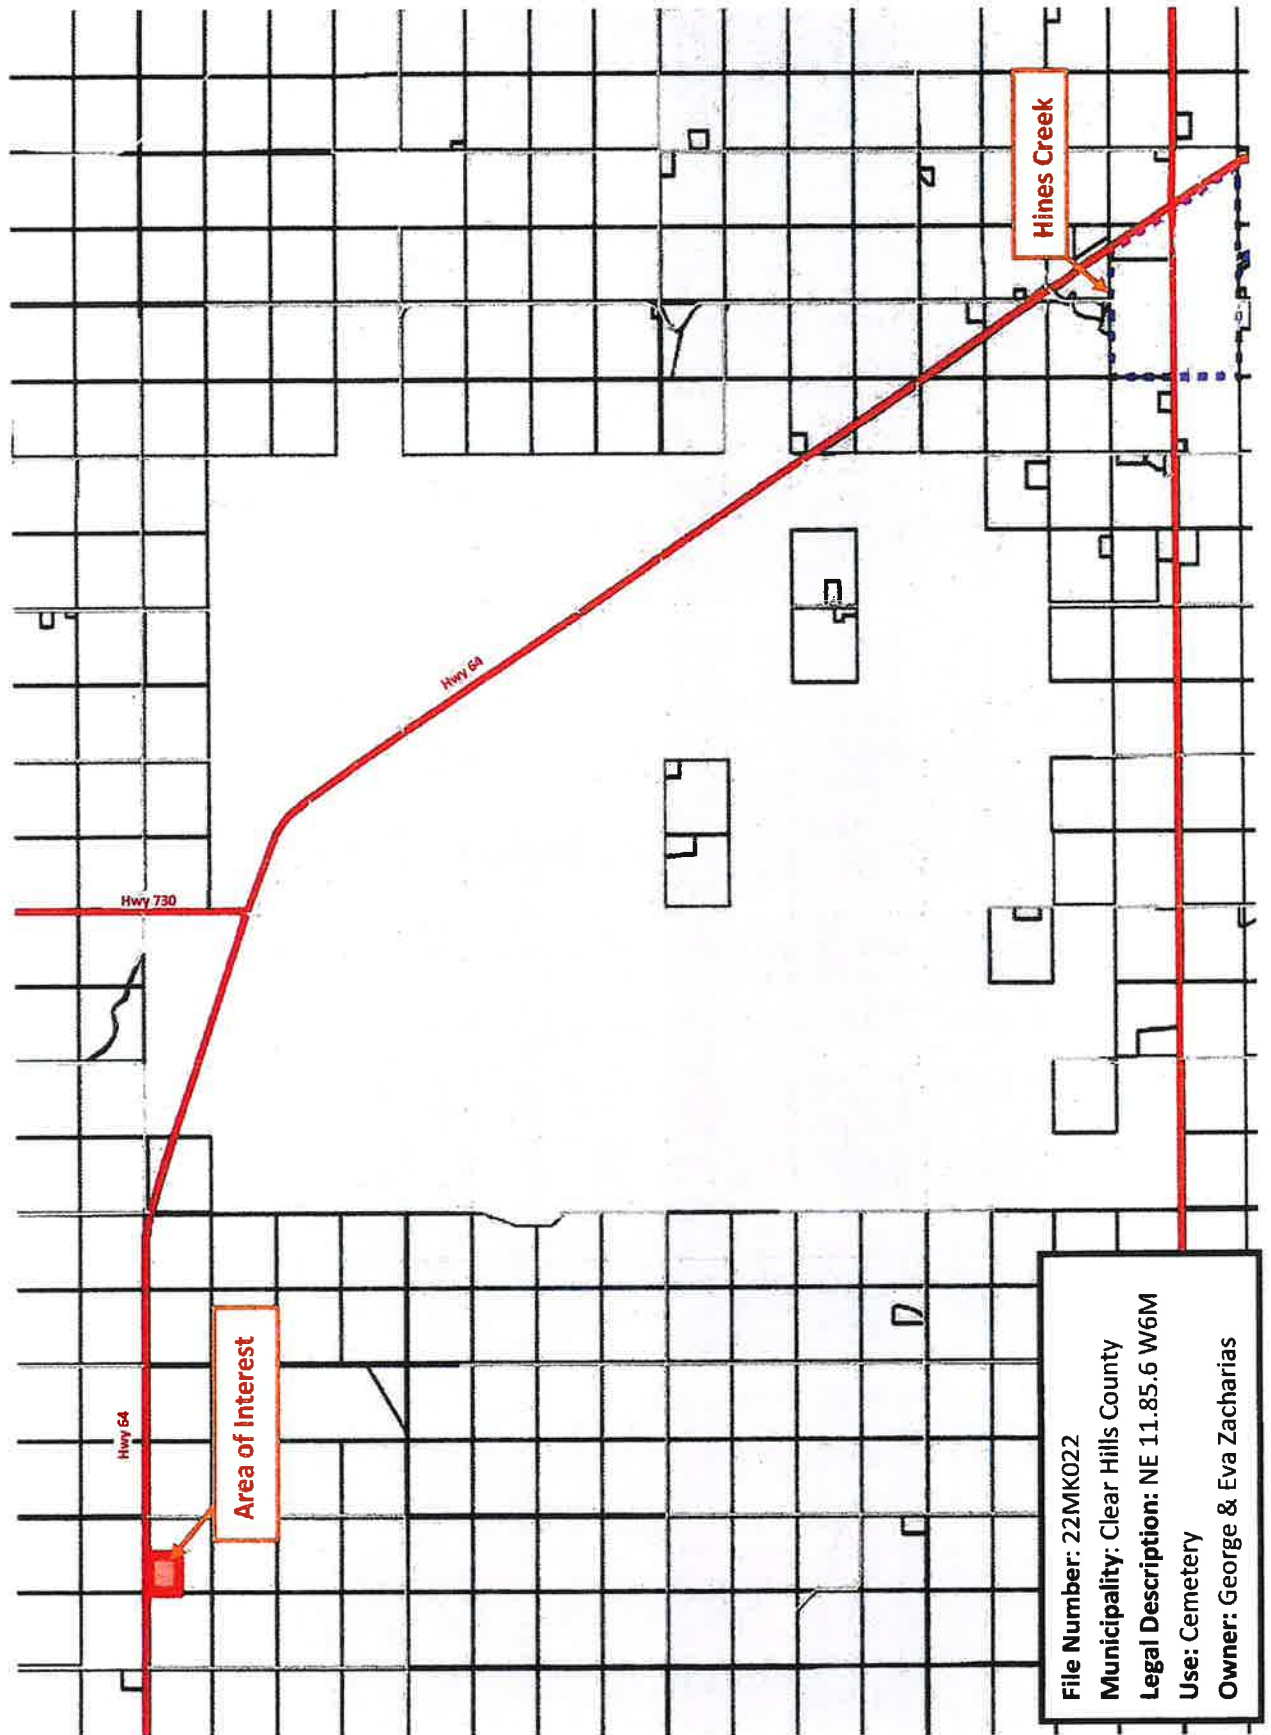 Hines Creek
Hwy 64
Hwy 730
Hwy 64
Area of Interest
File Number: 22MK022
Municipality: Clear Hills County
Legal Description: NE 11.85.6 W6M
Use: Cemetery
Owner: George & Eva Zacharias